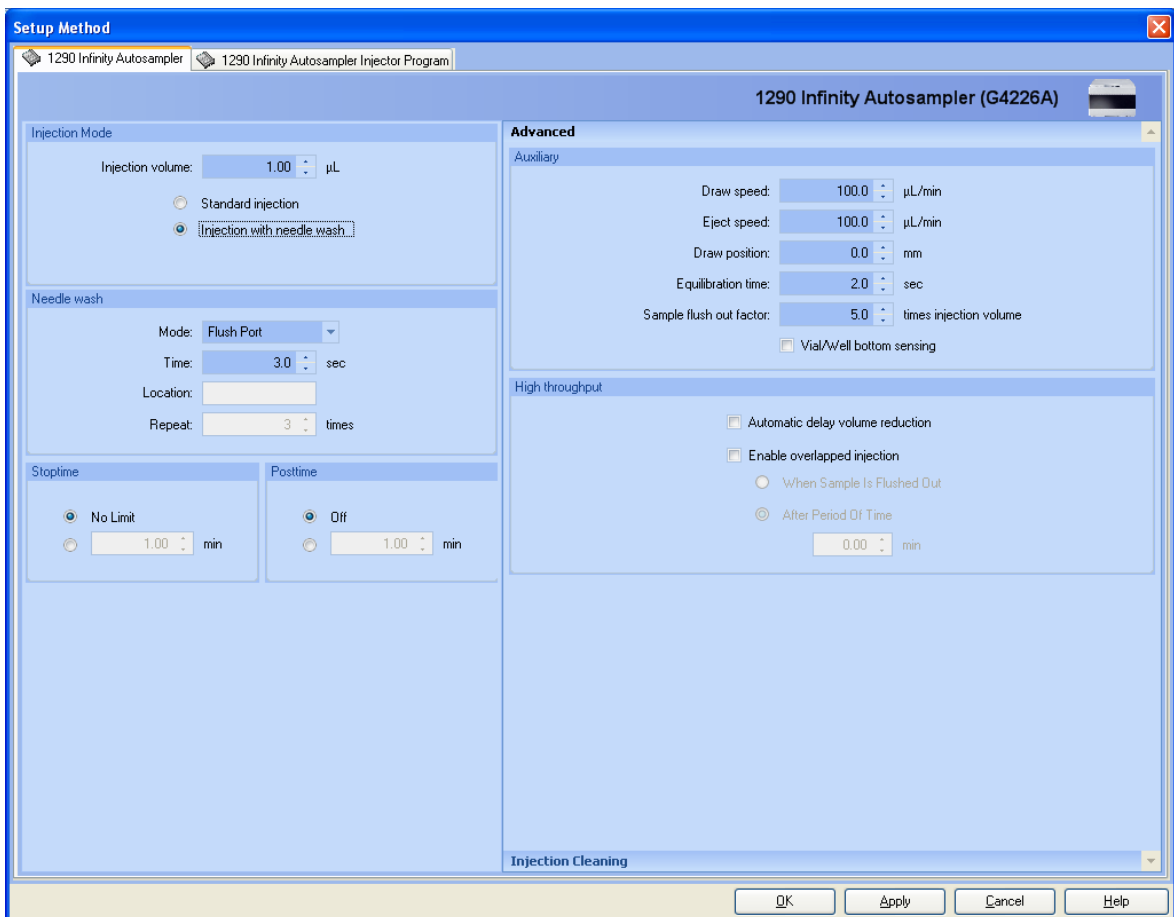 Setup Method
1290 Infinity Autosampler
1290 Infinity Autosampler Injector Program
1290 Infinity Autosampler (G4226A)
Injection Mode
Injection volume: 1.00 µL
Standard injection
Injection with needle wash
Needle wash
Mode: Flush Port
Time: 3.0 sec
Location:
Repeat: 3 times
Stoptime
No Limit
1.00 min
Posttime
Off
1.00 min
Advanced
Auxiliary
Draw speed: 100.0 µL/min
Eject speed: 100.0 µL/min
Draw position: 0.0 mm
Equilibration time: 2.0 sec
Sample flush out factor: 5.0 times injection volume
Vial/Well bottom sensing
High throughput
Automatic delay volume reduction
Enable overlapped injection
When Sample Is Flushed Out
After Period Of Time
0.00 min
Injection Cleaning
OK Apply Cancel Help